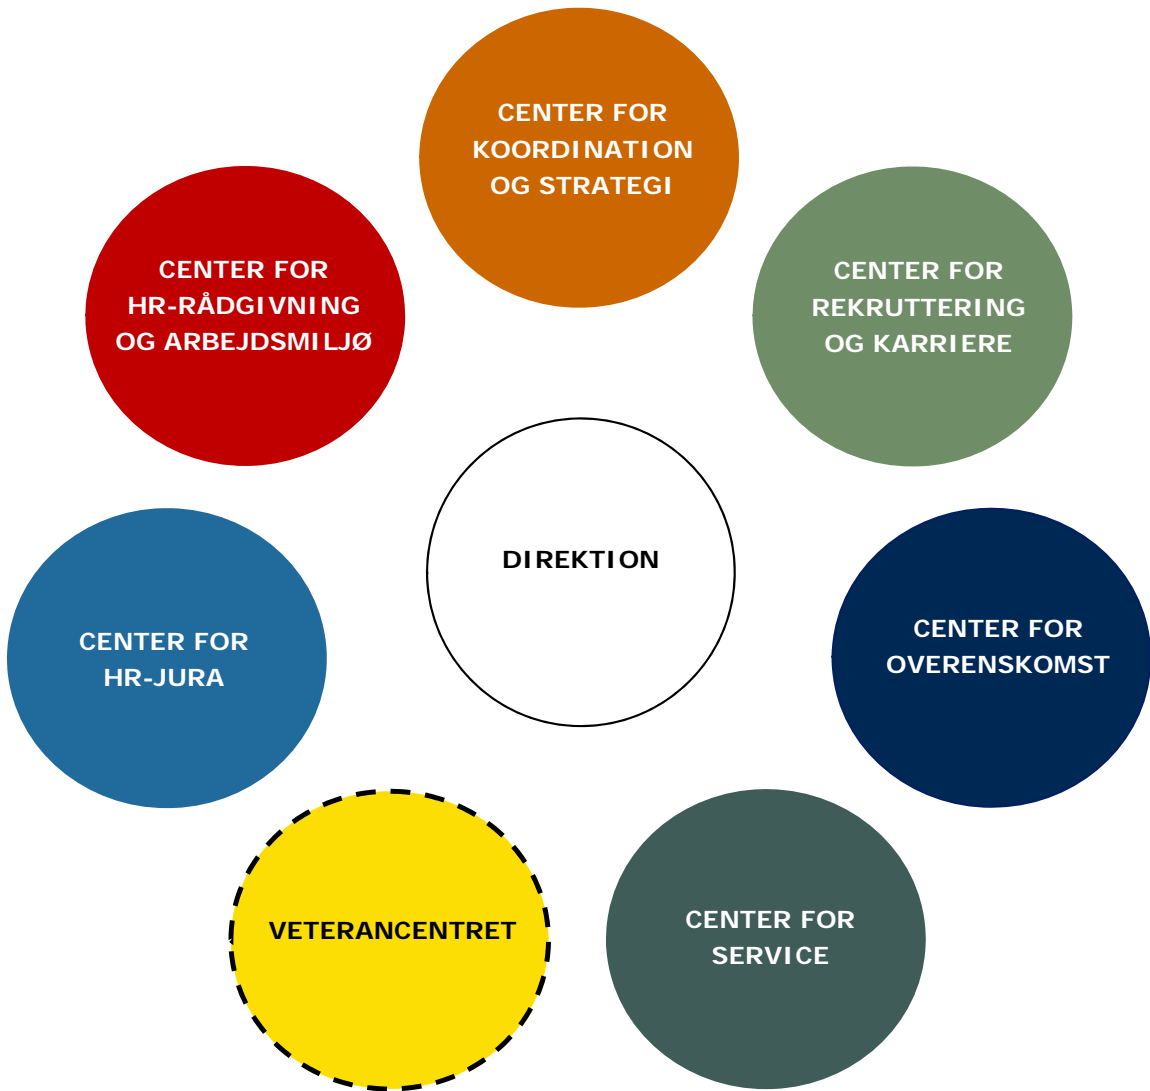 CENTER FOR
KOORDINATION
OG STRATEGI
CENTER FOR
HR-RÅDGIVNING
OG ARBEJDSMILJØ
CENTER FOR
REKRUTTERING
OG KARRIERE
DIREKTION
CENTER FOR
HR-JURA
CENTER FOR
OVERENSKOMST
VETERANCENTRET
CENTER FOR
SERVICE